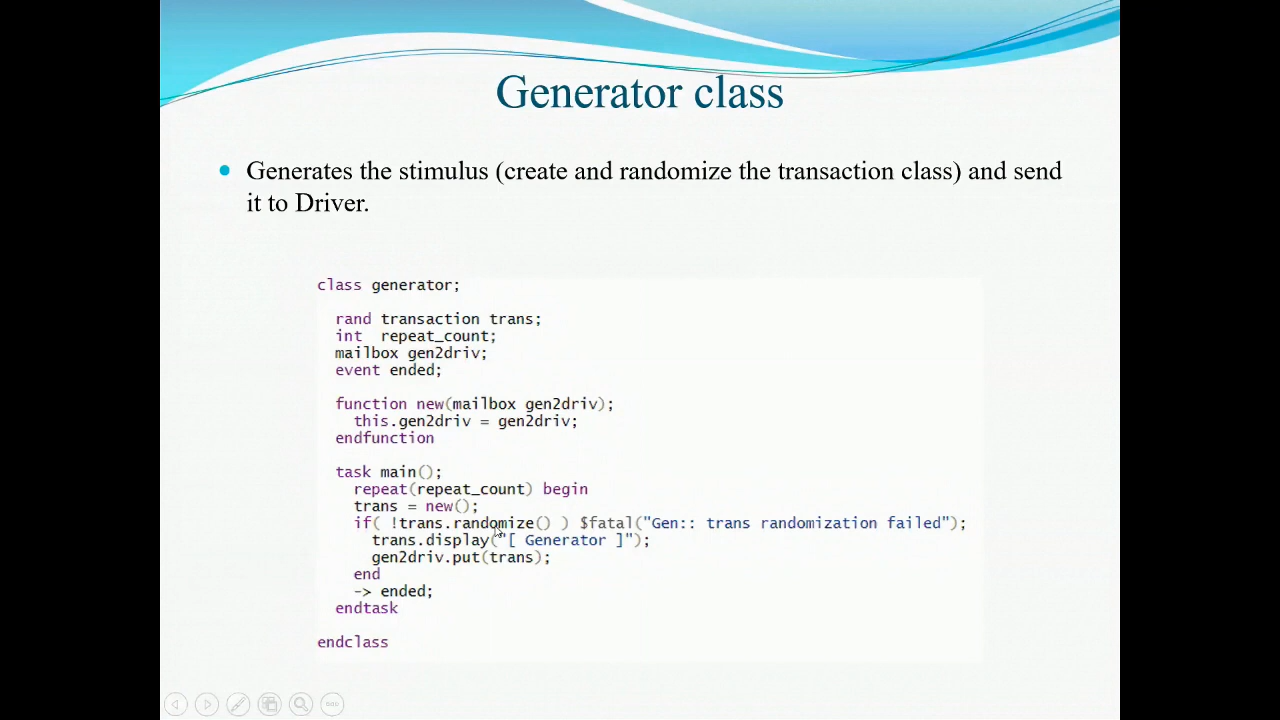 Generator class
Generates the stimulus (create and randomize the transaction class) and send
it to Driver.
class generator;
rand transaction trans;
int  repeat_count;
mailbox gen2driv;
event ended;
function new(mailbox gen2driv);
this.gen2driv = gen2driv;
endfunction
task main();
repeat(repeat_count) begin
trans = new();
if( !trans.randomize() ) $fatal("Gen:: trans randomization failed");
trans.display("[ Generator ]");
gen2driv.put(trans);
end
-> ended;
endtask
endclass